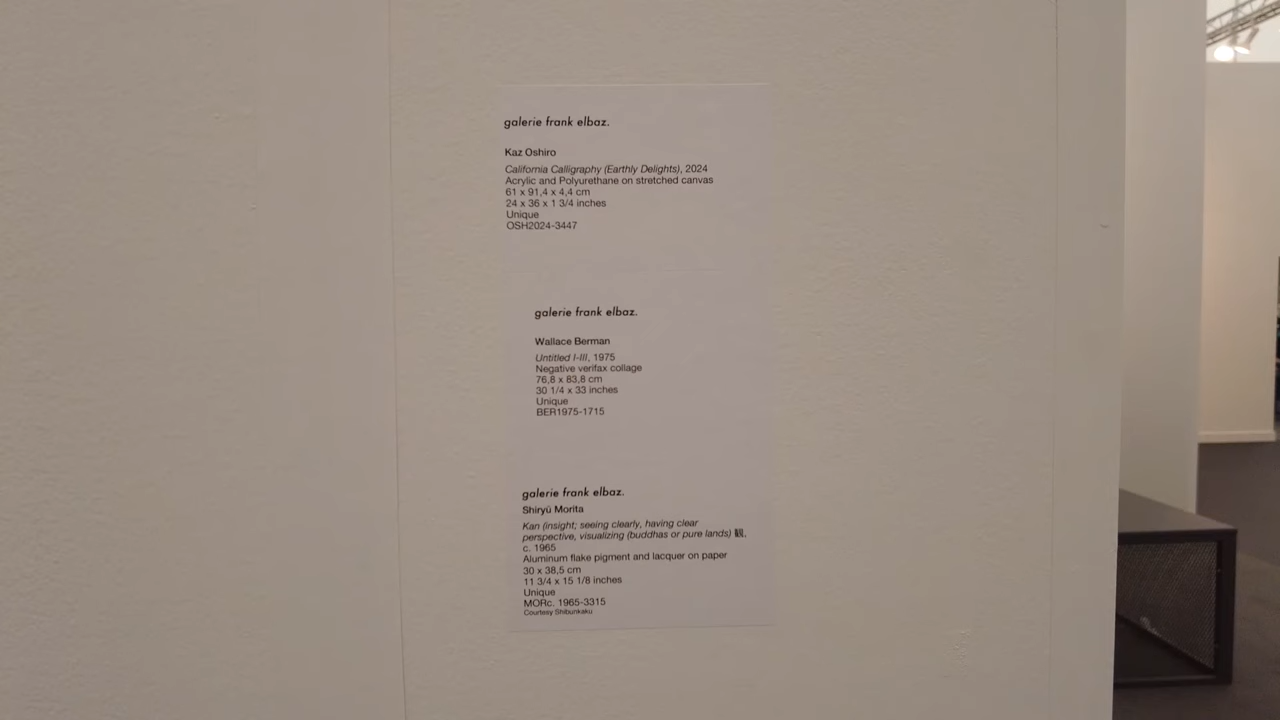 galerie frank elbaz.
Kaz Oshiro
California Calligraphy (Earthly Delights), 2024
Acrylic and Polyurethane on stretched canvas
61 x 91,4 x 4,4 cm
24 x 36 x 1 3/4 inches
Unique
OSH2024-3447
galerie frank elbaz.
Wallace Berman
Untitled I-III, 1975
Negative verifax collage
76,8 x 83,8 cm
30 1/4 x 33 inches
Unique
BER1975-1715
galerie frank elbaz.
Shiryū Morita
Kan (insight; seeing clearly, having clear
perspective, visualizing (buddhas or pure lands) 観,
c. 1965
Aluminum flake pigment and lacquer on paper
30 x 38,5 cm
11 3/4 x 15 1/8 inches
Unique
MORc. 1965-3315
Courtesy Shibunkaku